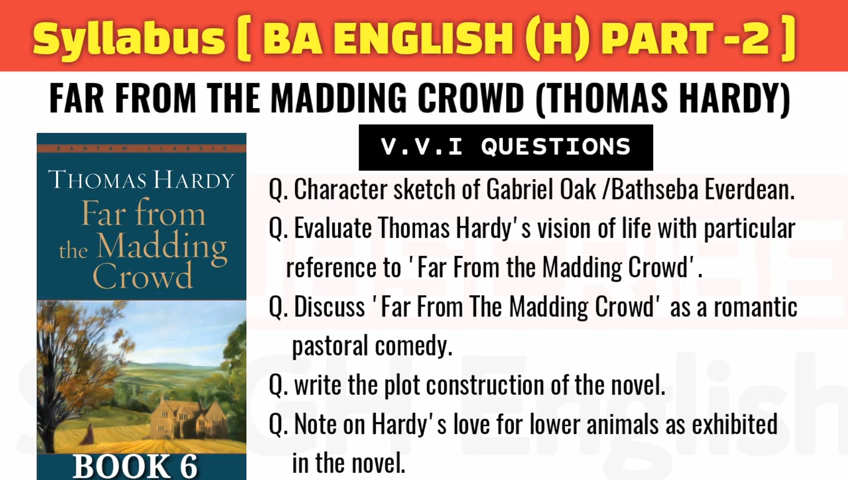 Syllabus [ BA ENGLISH (H) PART -2 ]
FAR FROM THE MADDING CROWD (THOMAS HARDY)
BANTAM CLASSIC
THOMAS HARDY
Far from
the Madding
Crowd
BOOK 6
V.V.I QUESTIONS
Q. Character sketch of Gabriel Oak /Bathseba Everdean.
Q. Evaluate Thomas Hardy's vision of life with particular
reference to 'Far From the Madding Crowd'.
Q. Discuss 'Far From The Madding Crowd' as a romantic
pastoral comedy.
Q. write the plot construction of the novel.
Q. Note on Hardy's love for lower animals as exhibited
in the novel.